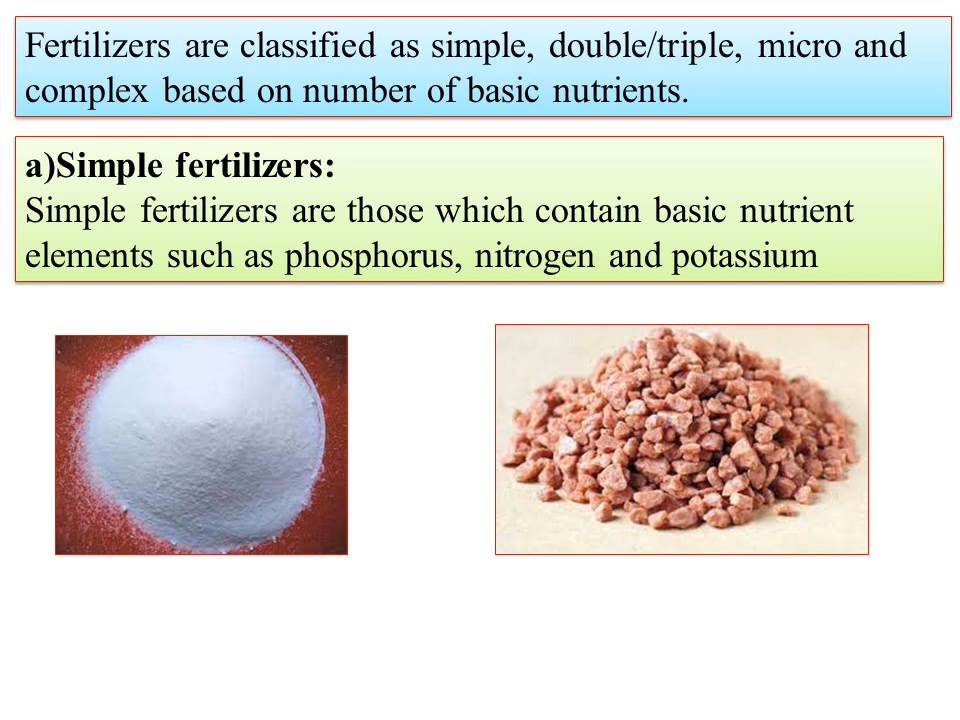 Fertilizers are classified as simple, double/triple, micro and
complex based on number of basic nutrients.
a)Simple fertilizers:
Simple fertilizers are those which contain basic nutrient
elements such as phosphorus, nitrogen and potassium